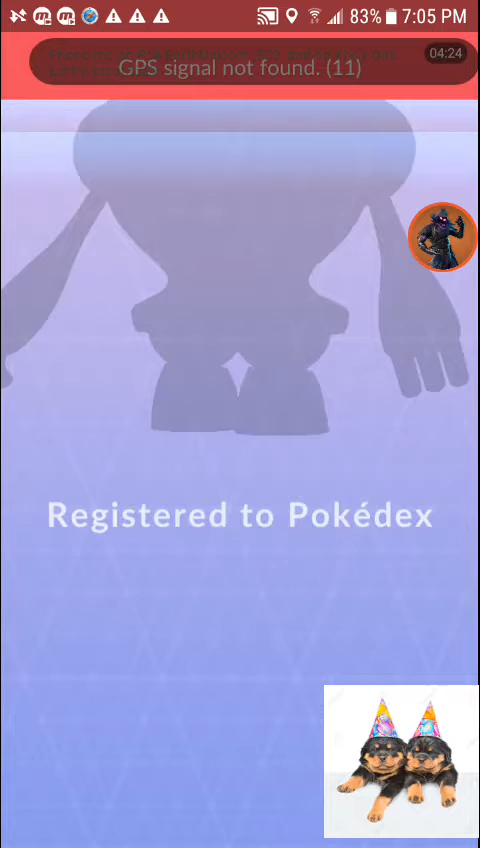 83% 7:05 PM
04:24
GPS signal not found. (11)
Registered to Pokédex